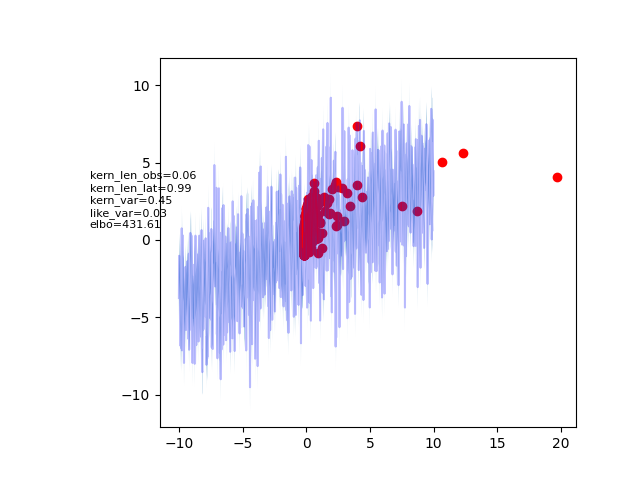 10
5
0
−5
−10
kern_len_obs=0.06
kern_len_lat=0.99
kern_var=0.45
like_var=0.03
elbo=431.61
−10
−5
0
5
10
15
20